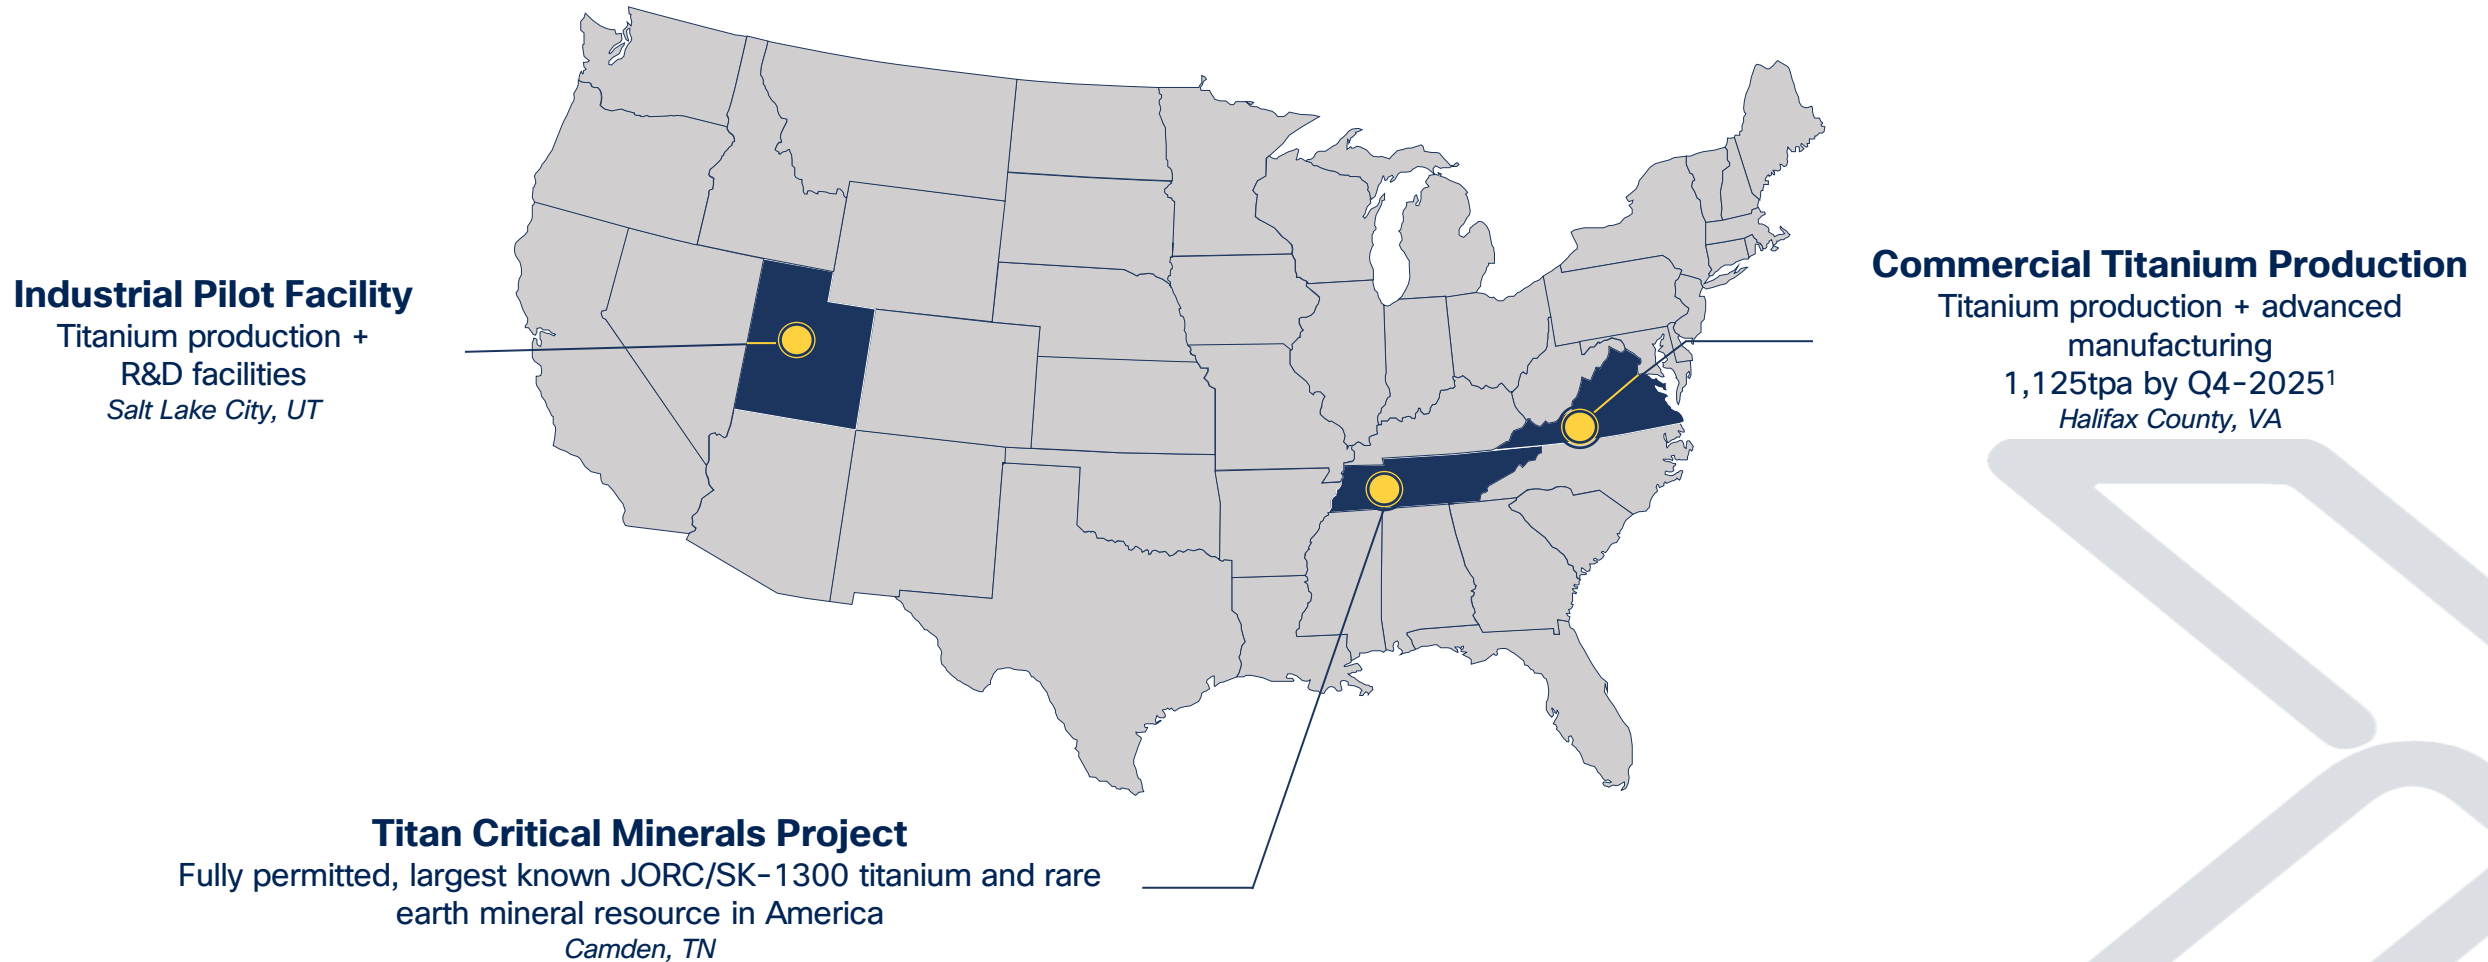 Industrial Pilot Facility
Titanium production +
R&D facilities
Salt Lake City, UT
Commercial Titanium Production
Titanium production + advanced
manufacturing
1,125tpa by Q4-2025¹
Halifax County, VA
Titan Critical Minerals Project
Fully permitted, largest known JORC/SK-1300 titanium and rare
earth mineral resource in America
Camden, TN